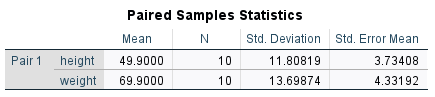 Paired Samples Statistics
Mean N Std. Deviation Std. Error Mean
Pair 1 height 49.9000 10 11.80819 3.73408
weight 69.9000 10 13.69874 4.33192